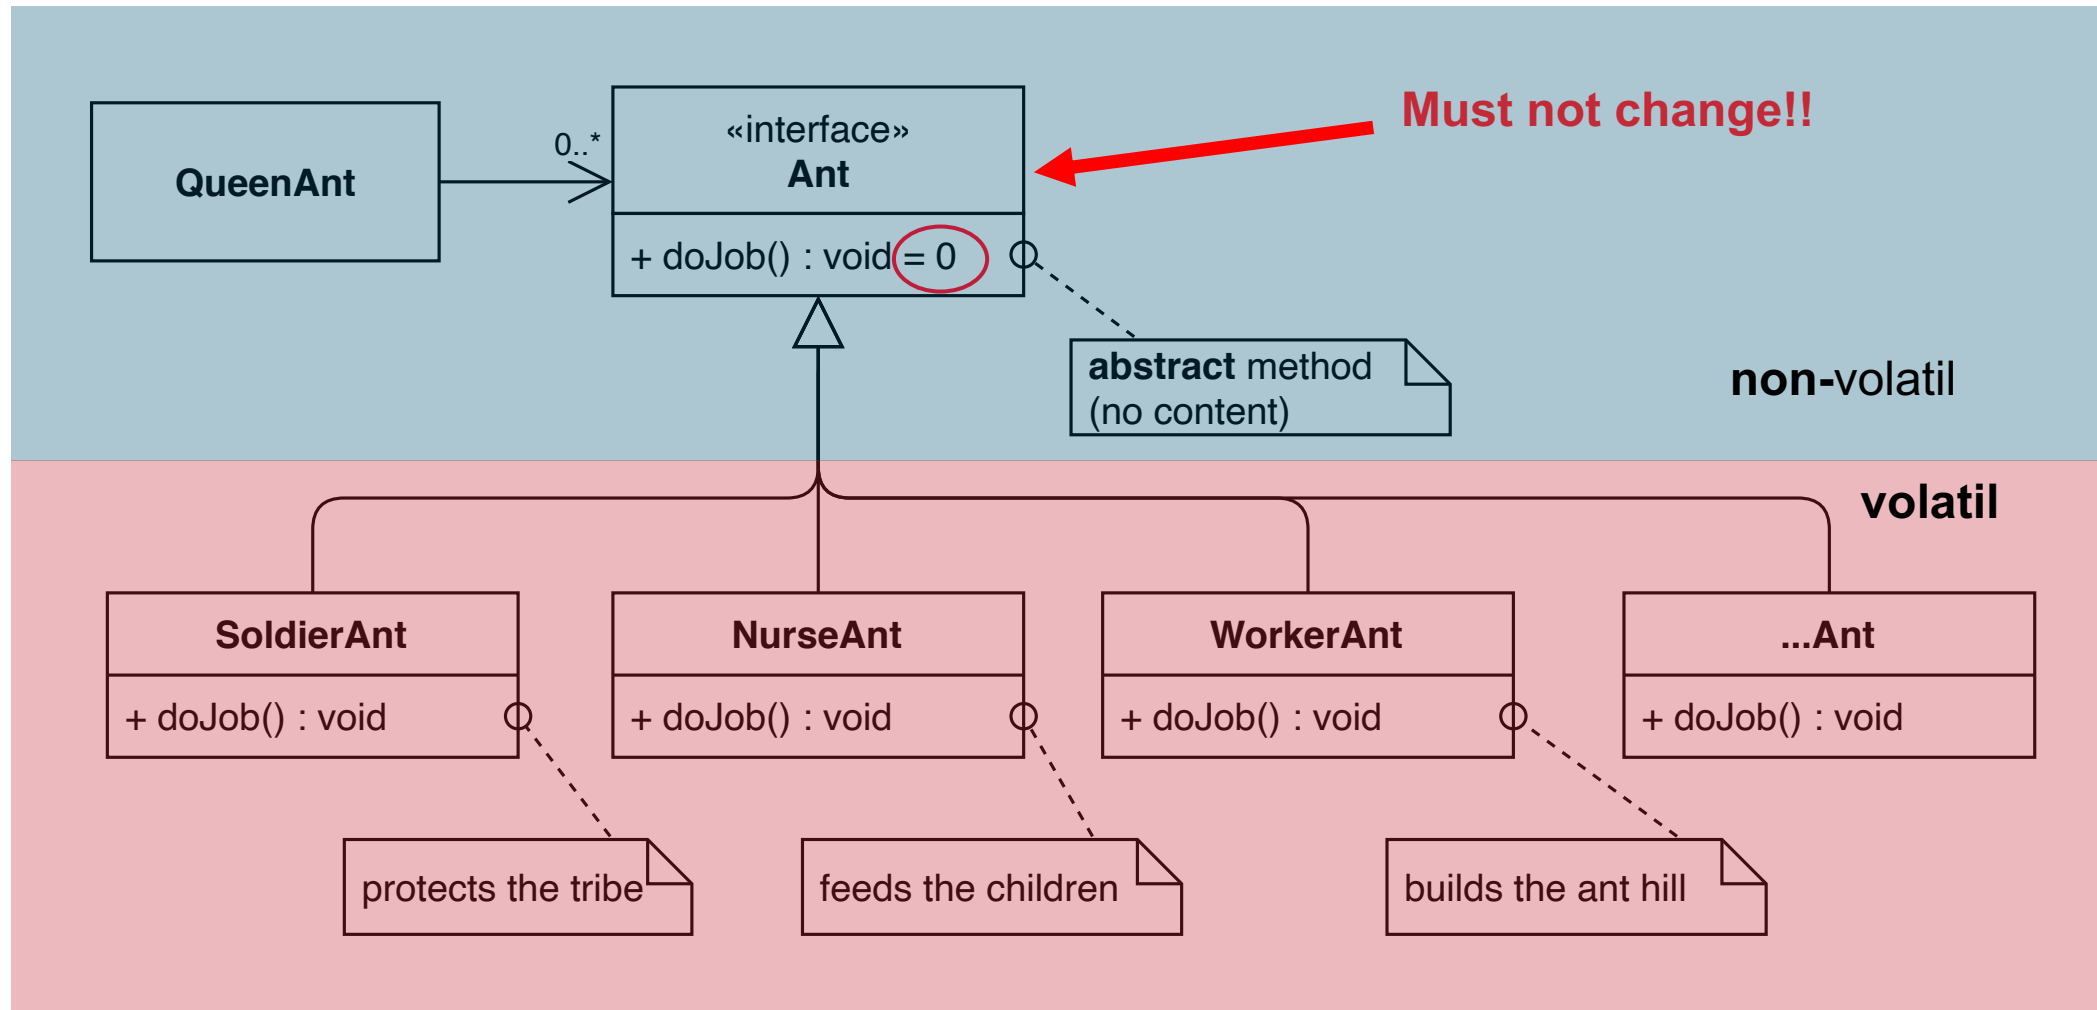 QueenAnt
0..*
«interface»
Ant
+ doJob() : void = 0
Must not change!!
abstract method
(no content)
non-volatil
volatil
SoldierAnt
+ doJob() : void
NurseAnt
+ doJob() : void
WorkerAnt
+ doJob() : void
...Ant
+ doJob() : void
protects the tribe
feeds the children
builds the ant hill